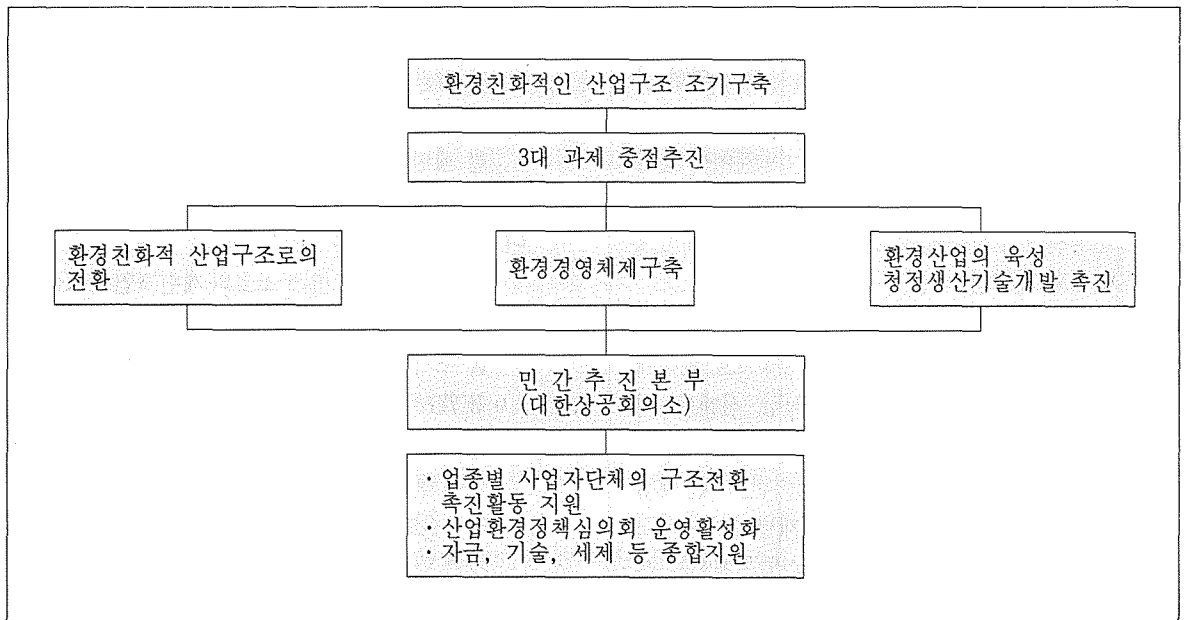 환경친화적인 산업구조 조기구축
3대 과제 중점추진
환경친화적 산업구조로의
전환
환경경영체제구축
환경산업의 육성
청정생산기술개발 촉진
민 간 추 진 본 부
(대한상공회의소)
· 업종별 사업자단체의 구조전환
촉진활동 지원
· 산업환경정책심의회 운영활성화
· 자금, 기술, 세제 등 종합지원